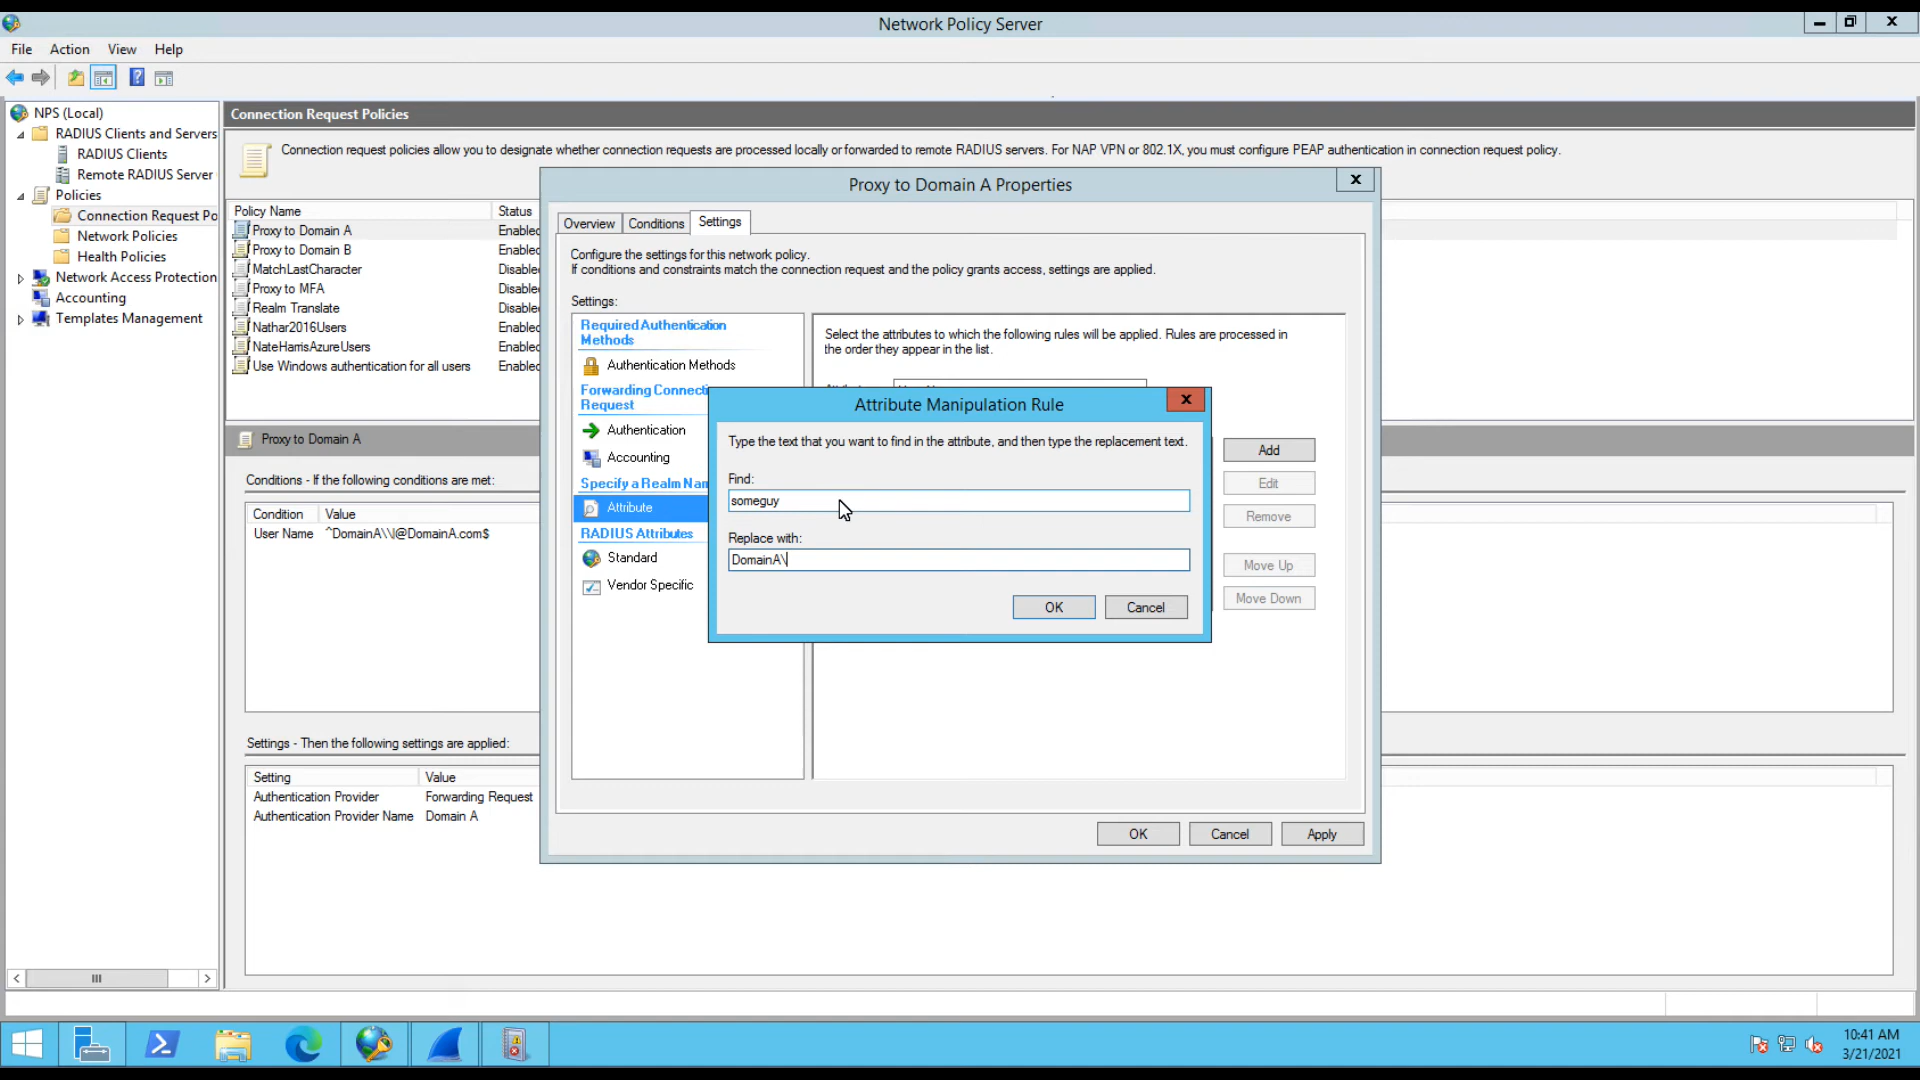 Network Policy Server
File Action View Help
NPS (Local)
RADIUS Clients and Servers
RADIUS Clients
Remote RADIUS Server
Policies
Connection Request Po
Network Policies
Health Policies
Network Access Protection
Accounting
Templates Management
Connection Request Policies
Connection request policies allow you to designate whether connection requests are processed locally or forwarded to remote RADIUS servers. For NAP VPN or 802.1X, you must configure PEAP authentication in connection request policy.
Policy Name Status
Proxy to Domain A Enabled
Proxy to Domain B Enabled
MatchLastCharacter Disable
Proxy to MFA Disable
Realm Translate Disable
Nathar2016Users Enabled
NateHarrisAzureUsers Enabled
Use Windows authentication for all users Enabled
Proxy to Domain A
Conditions - If the following conditions are met:
Condition Value
User Name ^DomainA\\|@DomainA.com$
Settings - Then the following settings are applied:
Setting Value
Authentication Provider Forwarding Request
Authentication Provider Name Domain A
Proxy to Domain A Properties
Overview Conditions Settings
Configure the settings for this network policy.
If conditions and constraints match the connection request and the policy grants access, settings are applied.
Settings:
Required Authentication
Methods
Authentication Methods
Forwarding Connecti
Request
Authentication
Accounting
Specify a Realm Nam
Attribute
RADIUS Attributes
Standard
Vendor Specific
Select the attributes to which the following rules will be applied. Rules are processed in
the order they appear in the list.
Add
Edit
Remove
Move Up
Move Down
OK Cancel Apply
Attribute Manipulation Rule
Type the text that you want to find in the attribute, and then type the replacement text.
Find:
someguy
Replace with:
DomainA\
OK Cancel
10:41 AM
3/21/2021